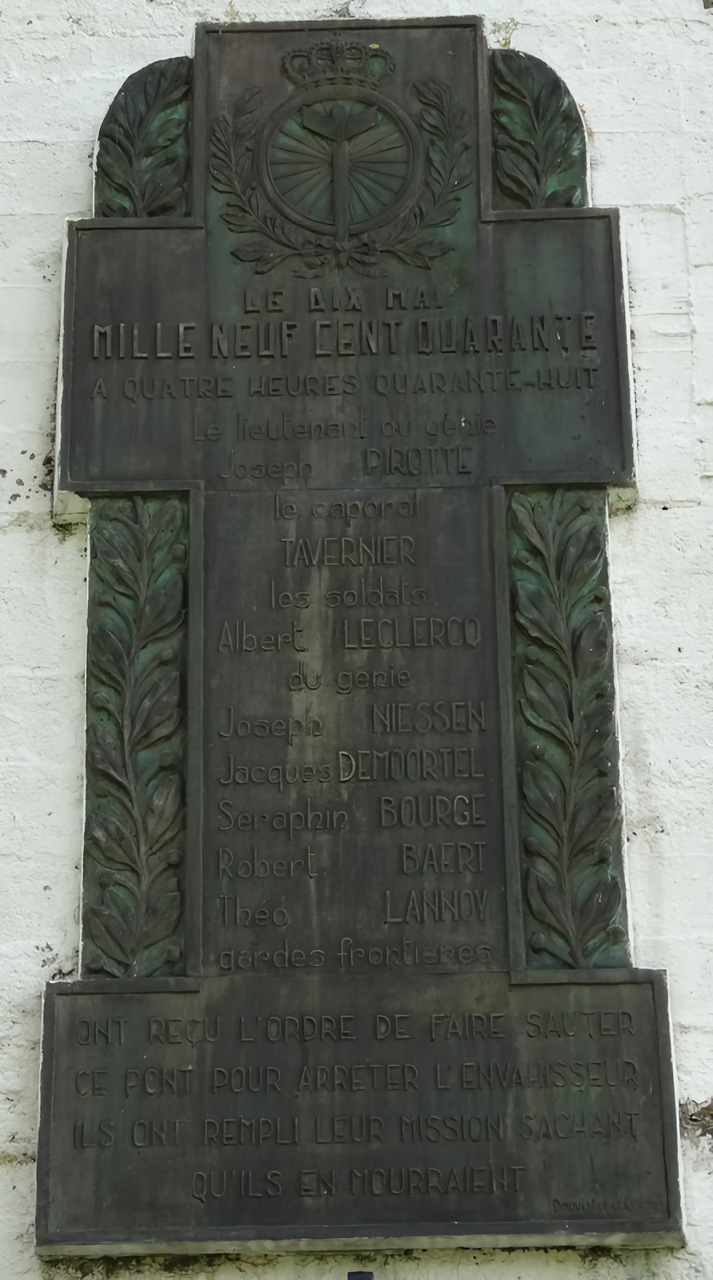 LE DIX MAI
MILLE NEUF CENT QUARANTE
A QUATRE HEURES QUARANTE-HUIT
Le lieutenant du génie
Joseph PIROTTE
le caporal
TAVERNIER
les soldats
Albert LECLERCQ
du génie
Joseph NIESSEN
Jacques DEMOORTEL
Séraphin BOURGE
Robert BAERT
Théo LANNOY
gardes frontières
ONT REÇU L'ORDRE DE FAIRE SAUTER
CE PONT POUR ARRETER L'ENVAHISSEUR
ILS ONT REMPLI LEUR MISSION SACHANT
QU'ILS EN MOURRAIENT